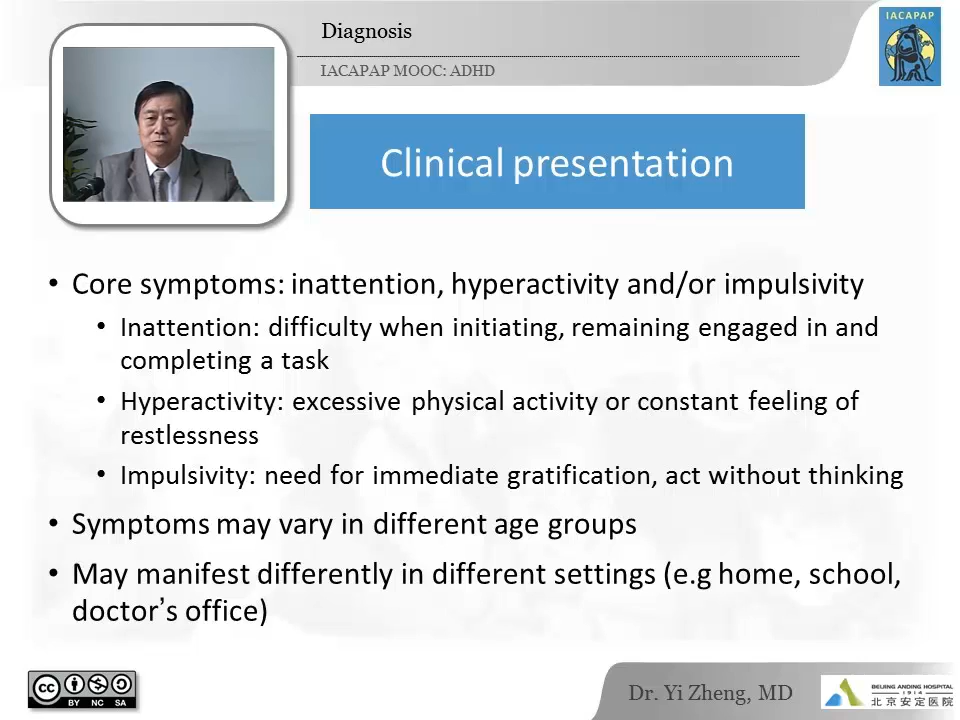 Diagnosis
IACAPAP MOOC: ADHD
IACAPAP
Clinical presentation
• Core symptoms: inattention, hyperactivity and/or impulsivity
• Inattention: difficulty when initiating, remaining engaged in and
completing a task
• Hyperactivity: excessive physical activity or constant feeling of
restlessness
• Impulsivity: need for immediate gratification, act without thinking
• Symptoms may vary in different age groups
• May manifest differently in different settings (e.g home, school,
doctor’s office)
cc
BY NC SA
Dr. Yi Zheng, MD
BEIJING ANDING HOSPITAL
1914
北京安定医院